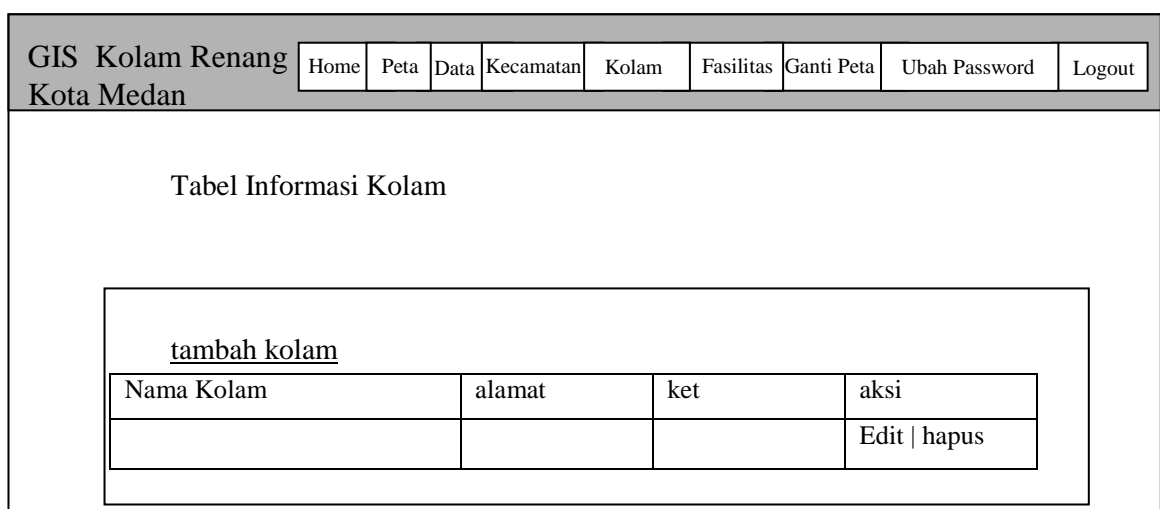 GIS Kolam Renang
Kota Medan
Home Peta Data Kecamatan Kolam Fasilitas Ganti Peta Ubah Password Logout
Tabel Informasi Kolam
tambah kolam
Nama Kolam alamat ket aksi
Edit | hapus